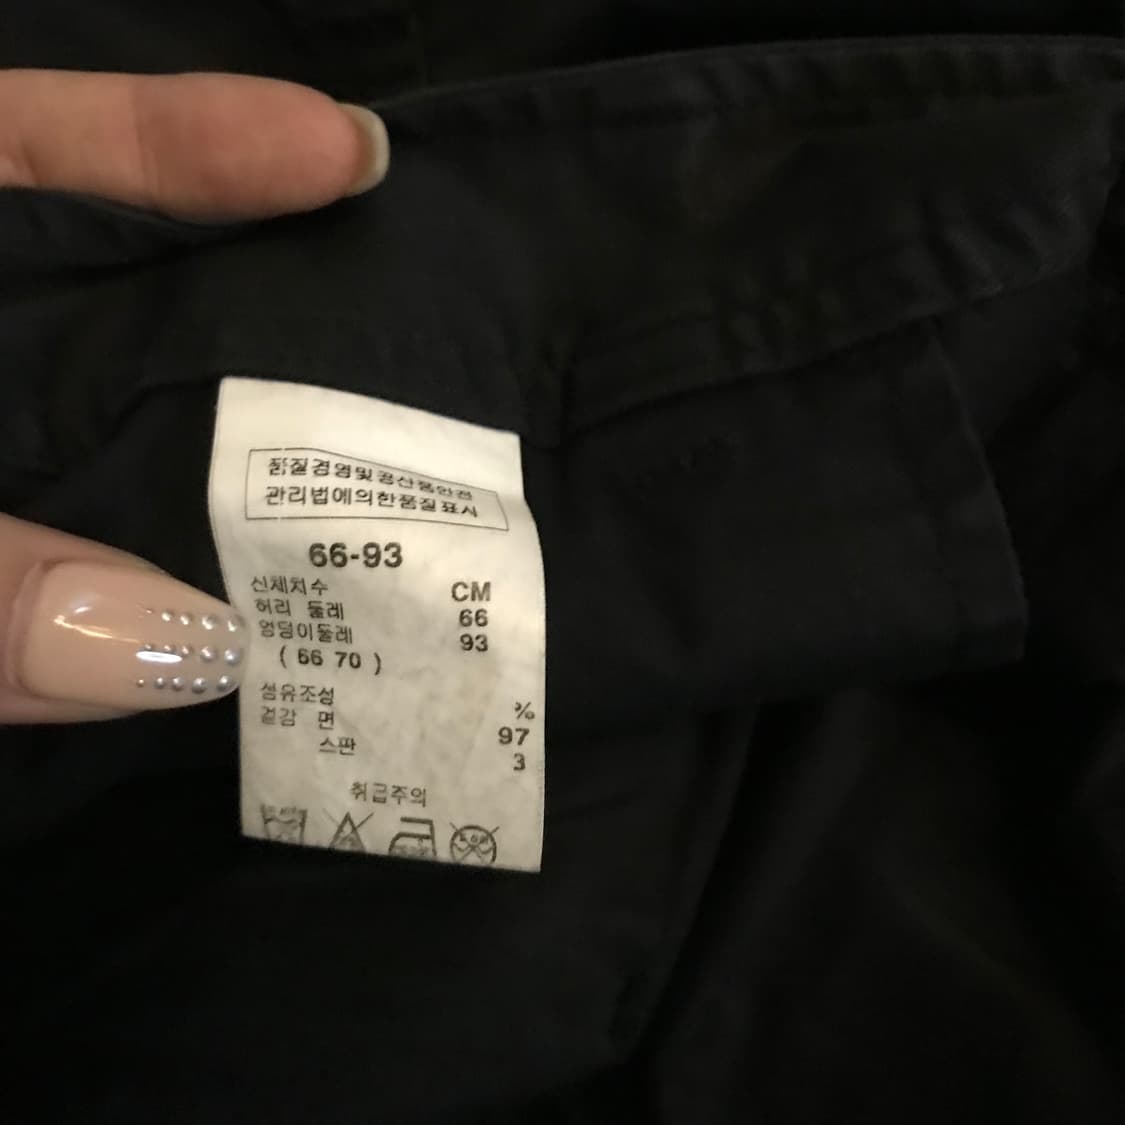 품질경영및공산품안전
관리법에의한품질표시
66-93
신체치수 CM
허리 둘레 66
엉덩이둘레 93
( 66 70 )
섬유조성 %
겉감 면 97
스판 3
취급주의